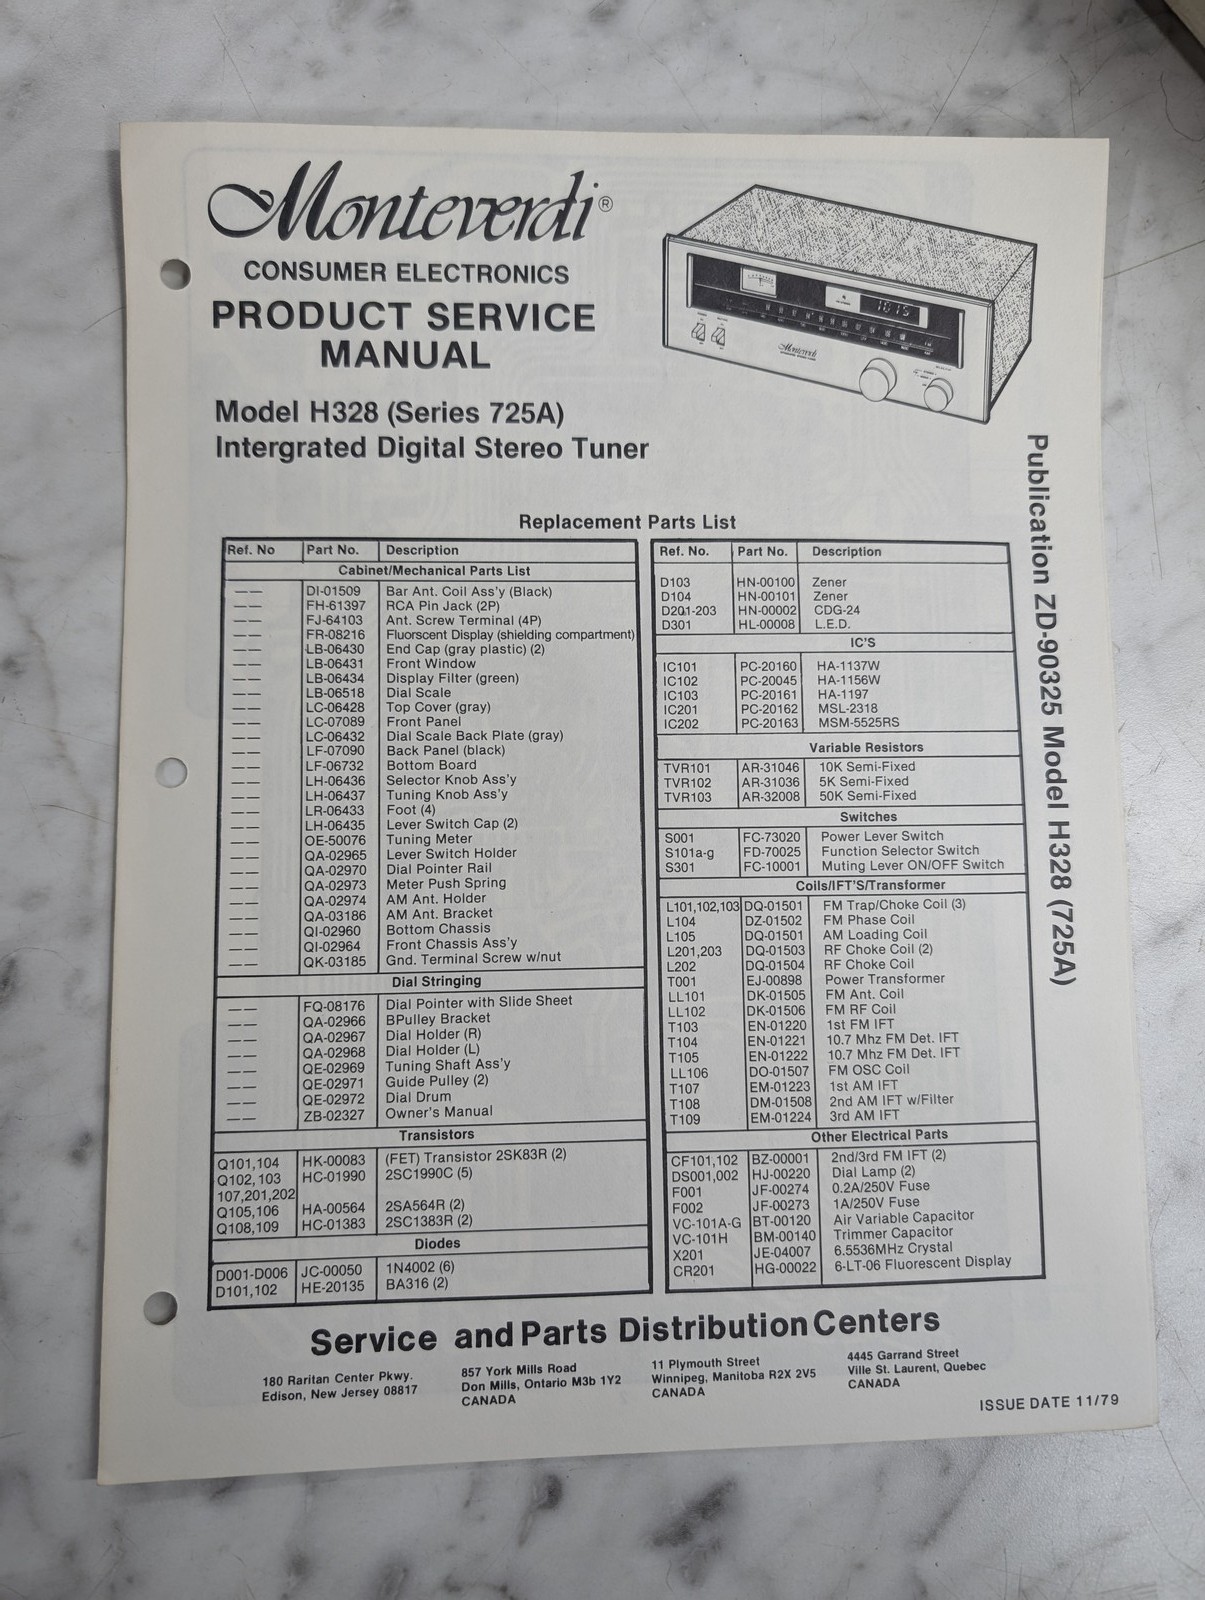 Monteverdi®
CONSUMER ELECTRONICS
PRODUCT SERVICE
MANUAL
Model H328 (Series 725A)
Intergrated Digital Stereo Tuner
1615
Monteverdi
Publication ZD-90325 Model H328 (725A)
Replacement Parts List
Ref. No Part No. Description
Cabinet/Mechanical Parts List
—— DI-01509 Bar Ant. Coil Ass'y (Black)
—— FH-61397 RCA Pin Jack (2P)
—— FJ-64103 Ant. Screw Terminal (4P)
—— FR-08216 Fluorscent Display (shielding compartment)
—— LB-06430 End Cap (gray plastic) (2)
—— LB-06431 Front Window
—— LB-06434 Display Filter (green)
—— LB-06518 Dial Scale
—— LC-06428 Top Cover (gray)
—— LC-07089 Front Panel
—— LC-06432 Dial Scale Back Plate (gray)
—— LF-07090 Back Panel (black)
—— LF-06732 Bottom Board
—— LH-06436 Selector Knob Ass'y
—— LH-06437 Tuning Knob Ass'y
—— LR-06433 Foot (4)
—— LH-06435 Lever Switch Cap (2)
—— OE-50076 Tuning Meter
—— QA-02965 Lever Switch Holder
—— QA-02970 Dial Pointer Rail
—— QA-02973 Meter Push Spring
—— QA-02974 AM Ant. Holder
—— QA-03186 AM Ant. Bracket
—— QI-02960 Bottom Chassis
—— QI-02964 Front Chassis Ass'y
—— QK-03185 Gnd. Terminal Screw w/nut
Dial Stringing
—— FQ-08176 Dial Pointer with Slide Sheet
—— QA-02966 BPulley Bracket
—— QA-02967 Dial Holder (R)
—— QA-02968 Dial Holder (L)
—— QE-02969 Tuning Shaft Ass'y
—— QE-02971 Guide Pulley (2)
—— QE-02972 Dial Drum
—— ZB-02327 Owner's Manual
Transistors
Q101,104 HK-00083 (FET) Transistor 2SK83R (2)
Q102,103 HC-01990 2SC1990C (5)
107,201,202
Q105,106 HA-00564 2SA564R (2)
Q108,109 HC-01383 2SC1383R (2)
Diodes
D001-D006 JC-00050 1N4002 (6)
D101,102 HE-20135 BA316 (2)
Ref. No. Part No. Description
D103 HN-00100 Zener
D104 HN-00101 Zener
D201-203 HN-00002 CDG-24
D301 HL-00008 L.E.D.
IC'S
IC101 PC-20160 HA-1137W
IC102 PC-20045 HA-1156W
IC103 PC-20161 HA-1197
IC201 PC-20162 MSL-2318
IC202 PC-20163 MSM-5525RS
Variable Resistors
TVR101 AR-31046 10K Semi-Fixed
TVR102 AR-31036 5K Semi-Fixed
TVR103 AR-32008 50K Semi-Fixed
Switches
S001 FC-73020 Power Lever Switch
S101a-g FD-70025 Function Selector Switch
S301 FC-10001 Muting Lever ON/OFF Switch
Coils/IFT'S/Transformer
L101,102,103 DQ-01501 FM Trap/Choke Coil (3)
L104 DZ-01502 FM Phase Coil
L105 DQ-01501 AM Loading Coil
L201,203 DQ-01503 RF Choke Coil (2)
L202 DQ-01504 RF Choke Coil
T001 EJ-00898 Power Transformer
LL101 DK-01505 FM Ant. Coil
LL102 DK-01506 FM RF Coil
T103 EN-01220 1st FM IFT
T104 EN-01221 10.7 Mhz FM Det. IFT
T105 EN-01222 10.7 Mhz FM Det. IFT
LL106 DO-01507 FM OSC Coil
T107 EM-01223 1st AM IFT
T108 DM-01508 2nd AM IFT w/Filter
T109 EM-01224 3rd AM IFT
Other Electrical Parts
CF101,102 BZ-00001 2nd/3rd FM IFT (2)
DS001,002 HJ-00220 Dial Lamp (2)
F001 JF-00274 0.2A/250V Fuse
F002 JF-00273 1A/250V Fuse
VC-101A-G BT-00120 Air Variable Capacitor
VC-101H BM-00140 Trimmer Capacitor
X201 JE-04007 6.5536MHz Crystal
CR201 HG-00022 6-LT-06 Fluorescent Display
Service and Parts Distribution Centers
180 Raritan Center Pkwy.
Edison, New Jersey 08817
857 York Mills Road
Don Mills, Ontario M3b 1Y2
CANADA
11 Plymouth Street
Winnipeg, Manitoba R2X 2V5
CANADA
4445 Garrand Street
Ville St. Laurent, Quebec
CANADA
ISSUE DATE 11/79